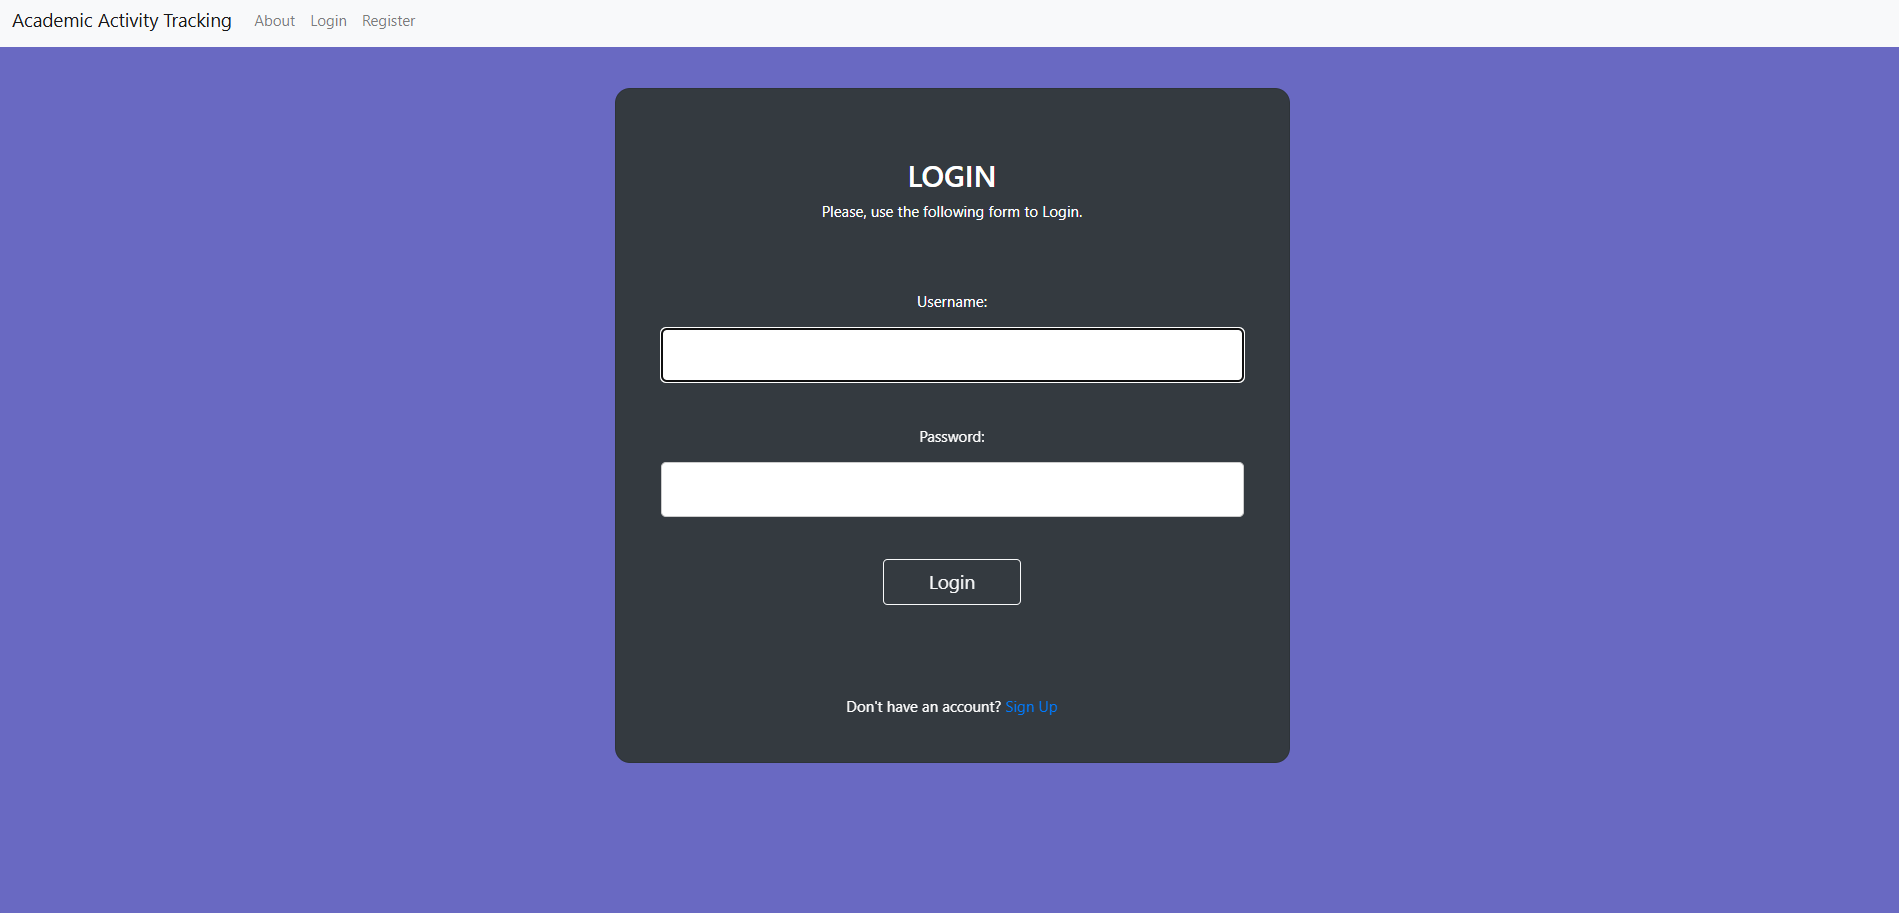 Academic Activity Tracking About Login Register
LOGIN
Please, use the following form to Login.
Username:
Password:
Login
Don't have an account? Sign Up